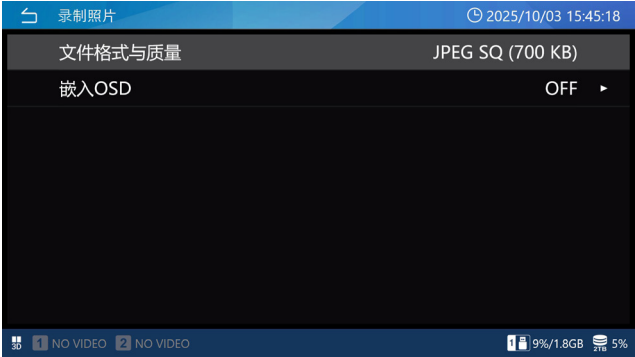 录制照片 2025/10/03 15:45:18
文件格式与质量 JPEG SQ (700 KB)
嵌入OSD OFF
3D 1 NO VIDEO 2 NO VIDEO 1 9%/1.8GB 2TB 5%